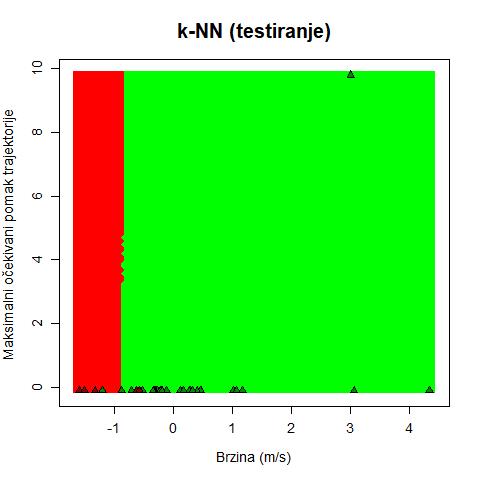 k-NN (testiranje)
Maksimalni očekivani pomak trajektorije
10
8
6
4
2
0
-1 0 1 2 3 4
Brzina (m/s)